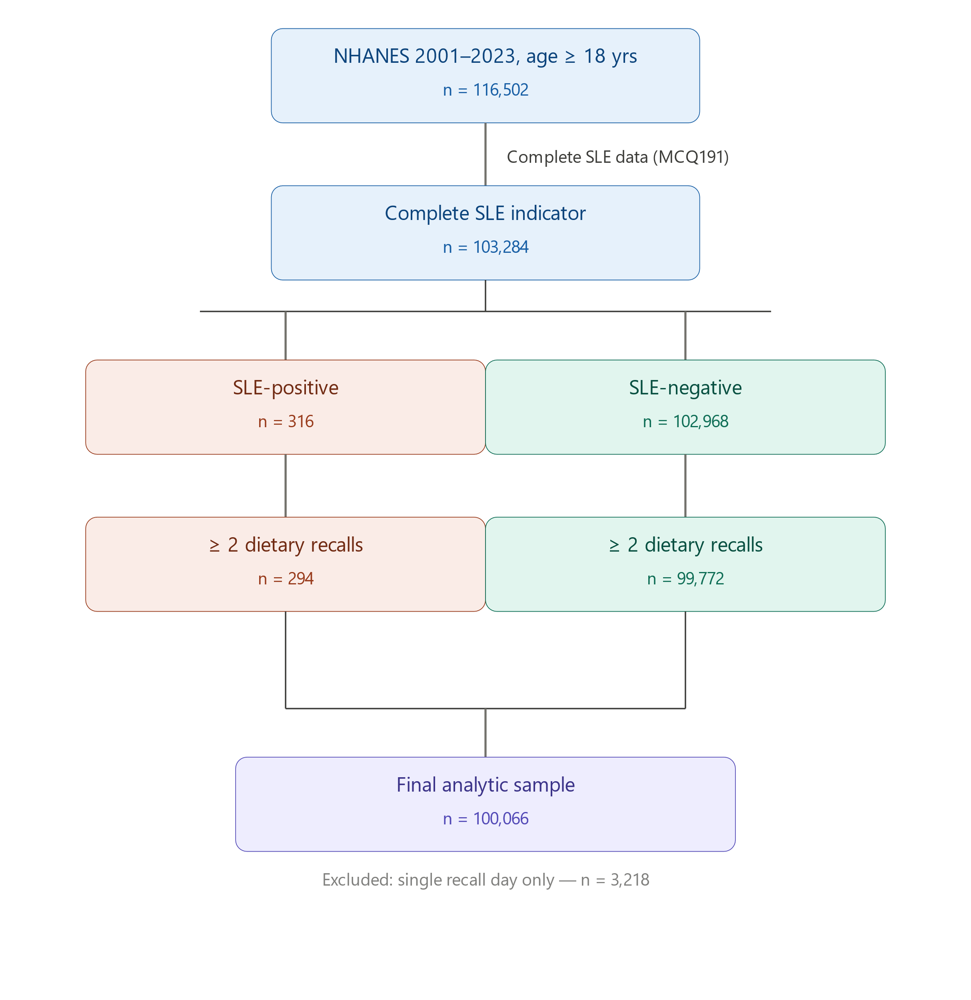 NHANES 2001–2023, age ≥ 18 yrs
n = 116,502
Complete SLE data (MCQ191)
Complete SLE indicator
n = 103,284
SLE-positive
n = 316
SLE-negative
n = 102,968
≥ 2 dietary recalls
n = 294
≥ 2 dietary recalls
n = 99,772
Final analytic sample
n = 100,066
Excluded: single recall day only — n = 3,218